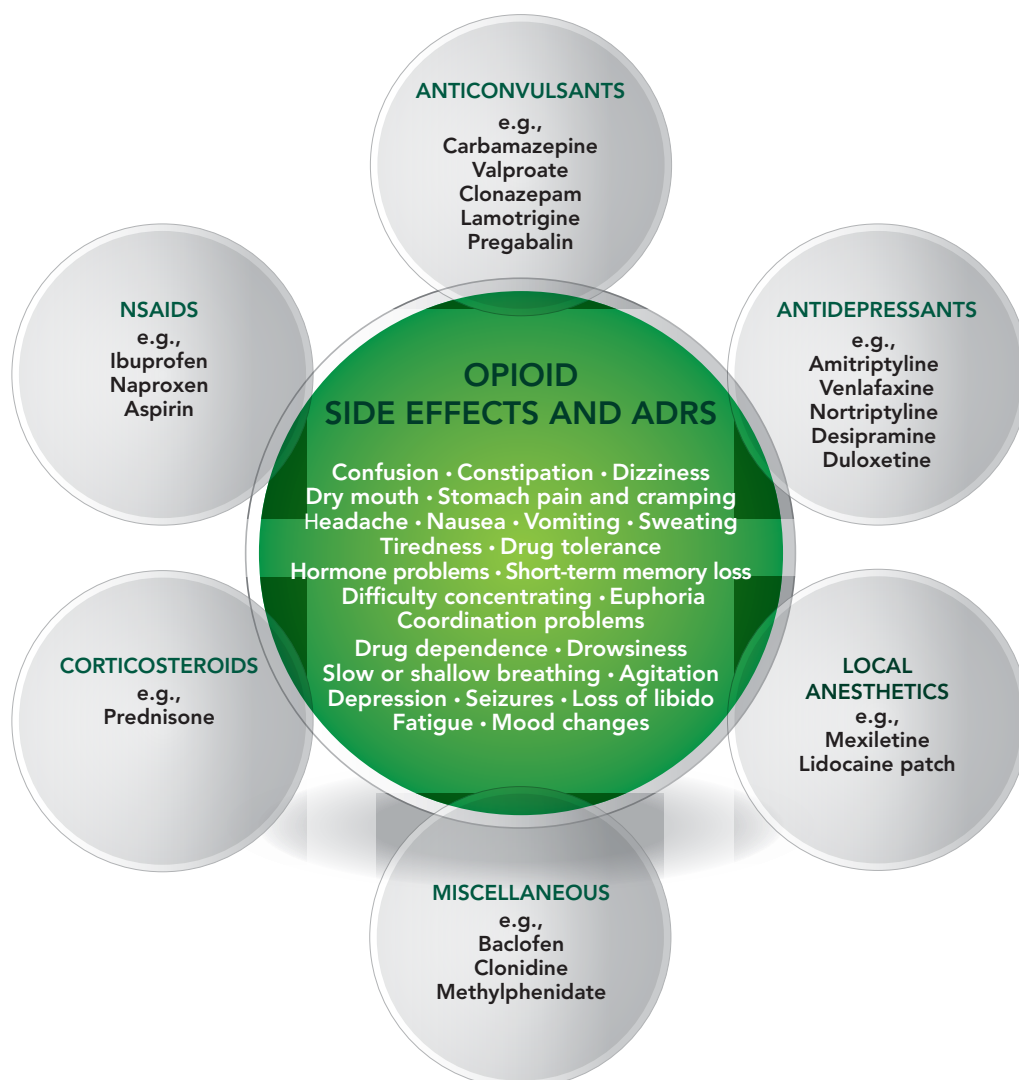 ANTICONVULSANTS
e.g.,
Carbamazepine
Valproate
Clonazepam
Lamotrigine
Pregabalin
NSAIDS
e.g.,
Ibuprofen
Naproxen
Aspirin
ANTIDEPRESSANTS
e.g.,
Amitriptyline
Venlafaxine
Nortriptyline
Desipramine
Duloxetine
OPIOID
SIDE EFFECTS AND ADRS
Confusion • Constipation • Dizziness
Dry mouth • Stomach pain and cramping
Headache • Nausea • Vomiting • Sweating
Tiredness • Drug tolerance
Hormone problems • Short-term memory loss
Difficulty concentrating • Euphoria
Coordination problems
Drug dependence • Drowsiness
Slow or shallow breathing • Agitation
Depression • Seizures • Loss of libido
Fatigue • Mood changes
CORTICOSTEROIDS
e.g.,
Prednisone
LOCAL
ANESTHETICS
e.g.,
Mexiletine
Lidocaine patch
MISCELLANEOUS
e.g.,
Baclofen
Clonidine
Methylphenidate